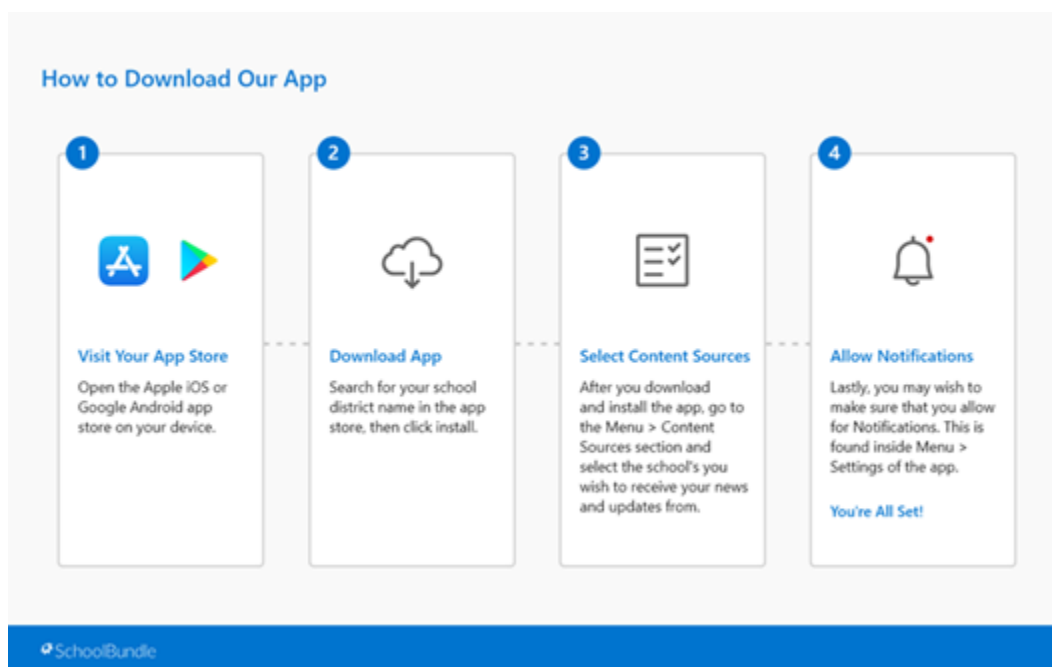 How to Download Our App
1
Visit Your App Store
Open the Apple iOS or
Google Android app
store on your device.
2
Download App
Search for your school
district name in the app
store, then click install.
3
Select Content Sources
After you download
and install the app, go to
the Menu > Content
Sources section and
select the school's you
wish to receive your news
and updates from.
4
Allow Notifications
Lastly, you may wish to
make sure that you allow
for Notifications. This is
found inside Menu >
Settings of the app.
You're All Set!
SchoolBundle